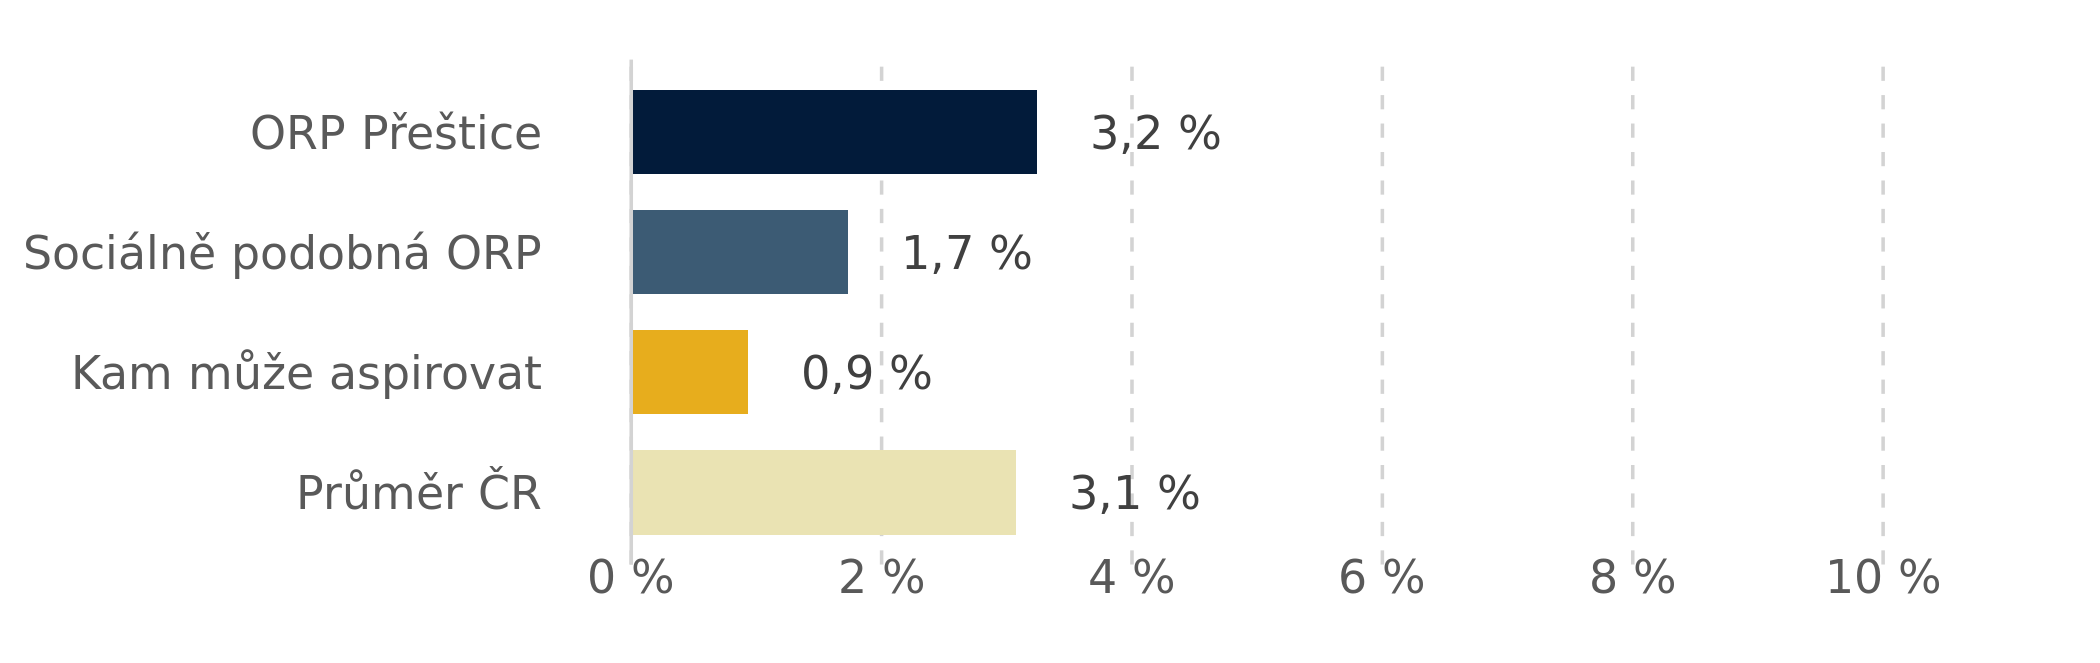 ORP Přeštice 3,2 %
Sociálně podobná ORP 1,7 %
Kam může aspirovat 0,9 %
Průměr ČR 3,1 %
0 % 2 % 4 % 6 % 8 % 10 %